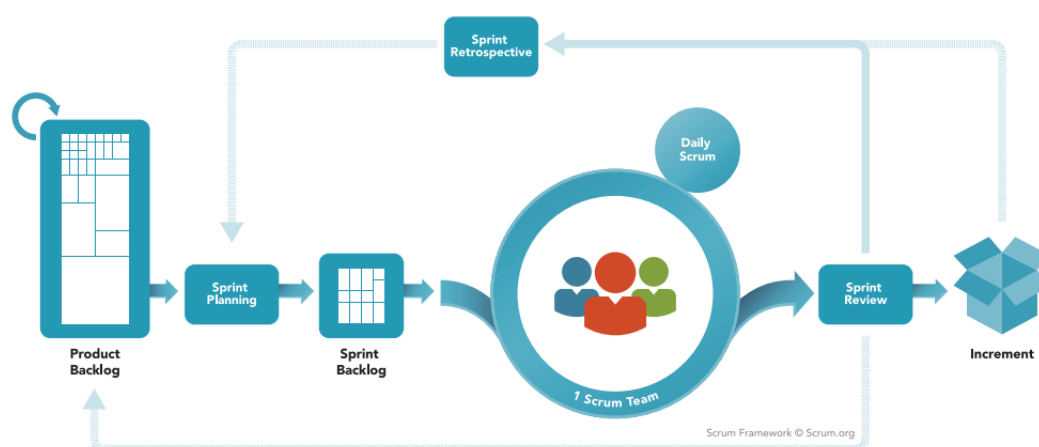 Sprint
Retrospective
Daily
Scrum
Sprint
Planning
Sprint
Review
Product
Backlog
Sprint
Backlog
Increment
1 Scrum Team
Scrum Framework © Scrum.org